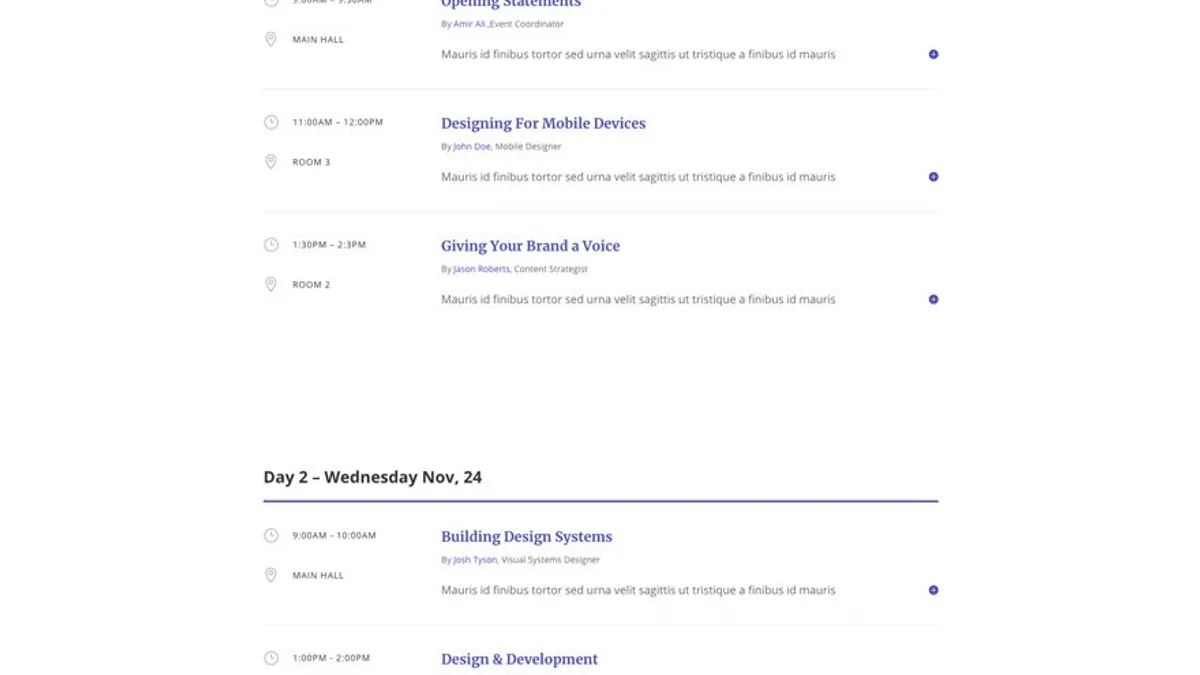 9:00AM – 9:30AM
Opening Statements
By Amir Ali ,Event Coordinator
MAIN HALL
Mauris id finibus tortor sed urna velit sagittis ut tristique a finibus id mauris
11:00AM – 12:00PM
Designing For Mobile Devices
By John Doe, Mobile Designer
ROOM 3
Mauris id finibus tortor sed urna velit sagittis ut tristique a finibus id mauris
1:30PM – 2:3PM
Giving Your Brand a Voice
By Jason Roberts, Content Strategist
ROOM 2
Mauris id finibus tortor sed urna velit sagittis ut tristique a finibus id mauris
Day 2 – Wednesday Nov, 24
9:00AM - 10:00AM
Building Design Systems
By Josh Tyson, Visual Systems Designer
MAIN HALL
Mauris id finibus tortor sed urna velit sagittis ut tristique a finibus id mauris
1:00PM - 2:00PM
Design & Development